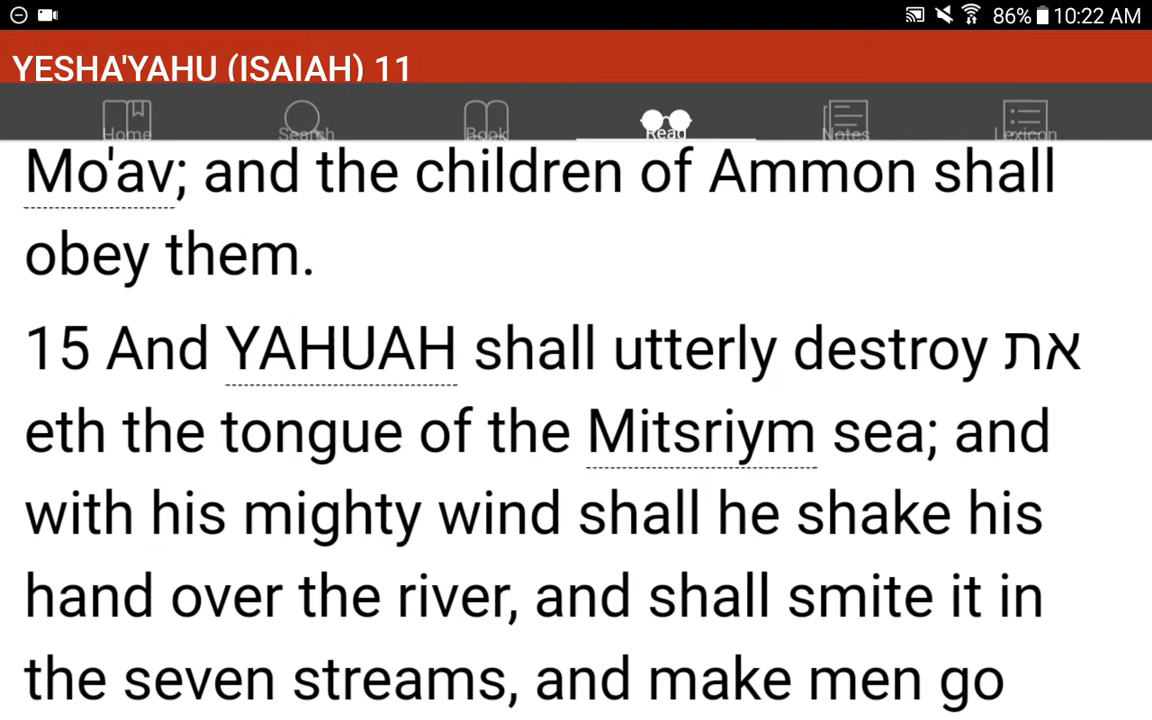 86% 10:22 AM
YESHA'YAHU (ISAIAH) 11
Home Search Book Read Notes Lexicon
Mo'av; and the children of Ammon shall
obey them.
15 And YAHUAH shall utterly destroy את
eth the tongue of the Mitsriym sea; and
with his mighty wind shall he shake his
hand over the river, and shall smite it in
the seven streams, and make men go